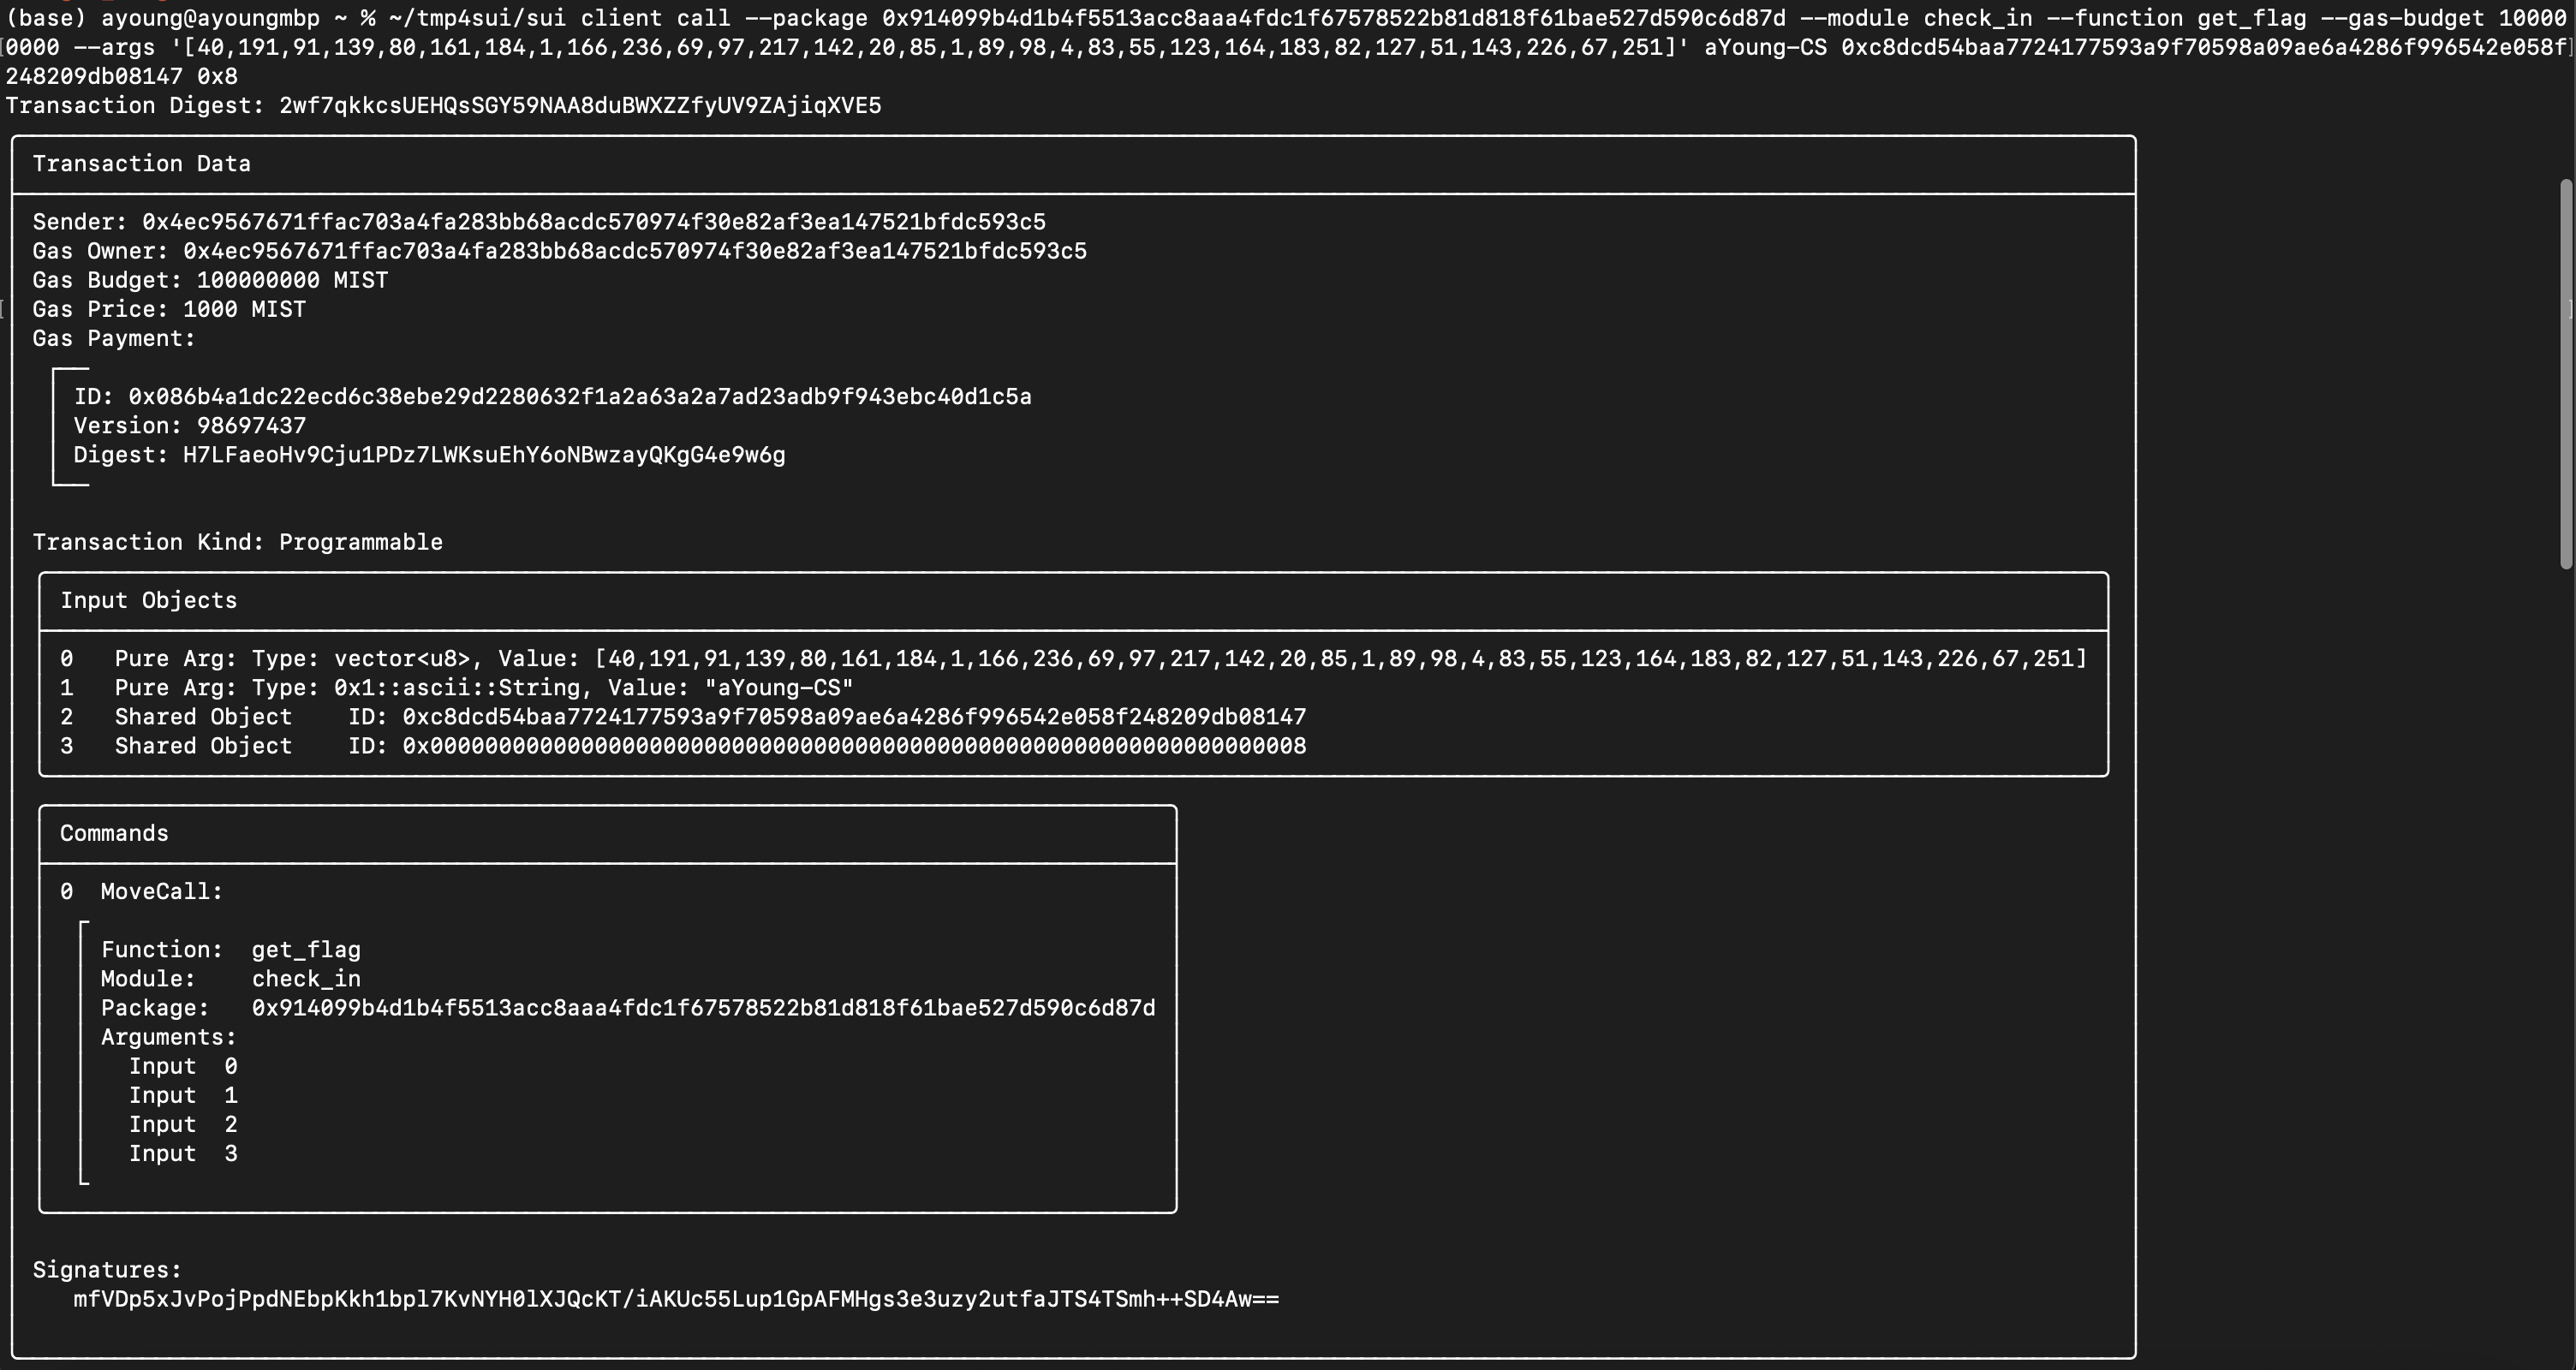 (base) ayoung@ayoungmbp ~ % ~/tmp4sui/sui client call --package 0x914099b4d1b4f5513acc8aaa4fdc1f67578522b81d818f61bae527d590c6d87d --module check_in --function get_flag --gas-budget 10000
0000 --args '[40,191,91,139,80,161,184,1,166,236,69,97,217,142,20,85,1,89,98,4,83,55,123,164,183,82,127,51,143,226,67,251]' aYoung-CS 0xc8dcd54baa7724177593a9f70598a09ae6a4286f996542e058f
248209db08147 0x8
Transaction Digest: 2wf7qkkcsUEHQsSGY59NAA8duBWXZZfyUV9ZAjiqXVE5
Transaction Data
Sender: 0x4ec9567671ffac703a4fa283bb68acdc570974f30e82af3ea147521bfdc593c5
Gas Owner: 0x4ec9567671ffac703a4fa283bb68acdc570974f30e82af3ea147521bfdc593c5
Gas Budget: 100000000 MIST
Gas Price: 1000 MIST
Gas Payment:
ID: 0x086b4a1dc22ecd6c38ebe29d2280632f1a2a63a2a7ad23adb9f943ebc40d1c5a
Version: 98697437
Digest: H7LFaeoHv9Cju1PDz7LWKsuEhY6oNBwzayQKgG4e9w6g
Transaction Kind: Programmable
Input Objects
0 Pure Arg: Type: vector<u8>, Value: [40,191,91,139,80,161,184,1,166,236,69,97,217,142,20,85,1,89,98,4,83,55,123,164,183,82,127,51,143,226,67,251]
1 Pure Arg: Type: 0x1::ascii::String, Value: "aYoung-CS"
2 Shared Object ID: 0xc8dcd54baa7724177593a9f70598a09ae6a4286f996542e058f248209db08147
3 Shared Object ID: 0x0000000000000000000000000000000000000000000000000000000000000008
Commands
0 MoveCall:
Function: get_flag
Module: check_in
Package: 0x914099b4d1b4f5513acc8aaa4fdc1f67578522b81d818f61bae527d590c6d87d
Arguments:
Input 0
Input 1
Input 2
Input 3
Signatures:
mfVDp5xJvPojPpdNEbpKkh1bpl7KvNYH0lXJQcKT/iAKUc55Lup1GpAFMHgs3e3uzy2utfaJTS4TSmh++SD4Aw==